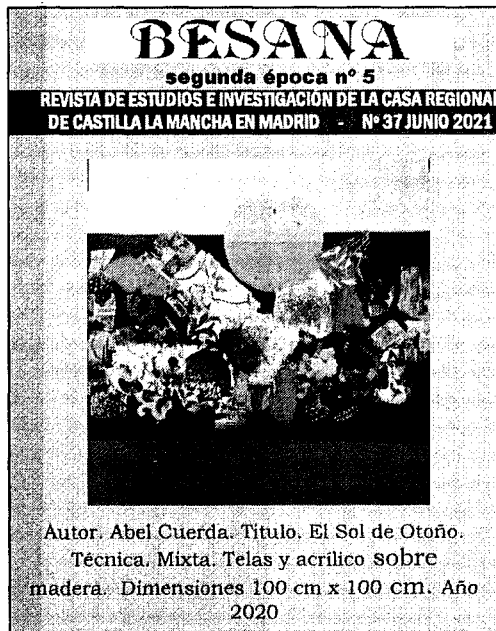 BESANA
segunda época nº 5
REVISTA DE ESTUDIOS E INVESTIGACIÓN DE LA CASA REGIONAL
DE CASTILLA LA MANCHA EN MADRID - Nº 37 JUNIO 2021
Autor. Abel Cuerda. Titulo. El Sol de Otoño.
Técnica. Mixta. Telas y acrílico sobre
madera. Dimensiones 100 cm x 100 cm. Año
2020